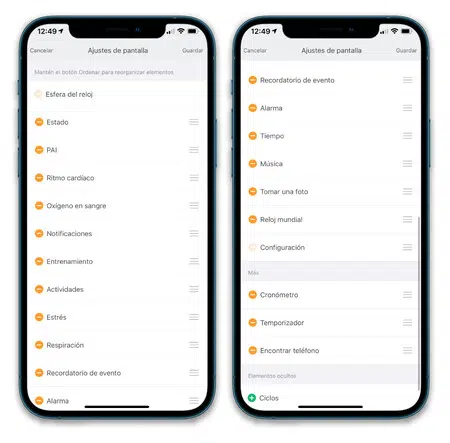 12:49
Cancelar Ajustes de pantalla Guardar
Mantén el botón Ordenar para reorganizar elementos.
Esfera del reloj
Estado
PAI
Ritmo cardíaco
Oxígeno en sangre
Notificaciones
Entrenamiento
Actividades
Estrés
Respiración
Recordatorio de evento
Alarma
12:49
Cancelar Ajustes de pantalla Guardar
Recordatorio de evento
Alarma
Tiempo
Música
Tomar una foto
Reloj mundial
Configuración
Más
Cronómetro
Temporizador
Encontrar teléfono
Elementos ocultos
Ciclos